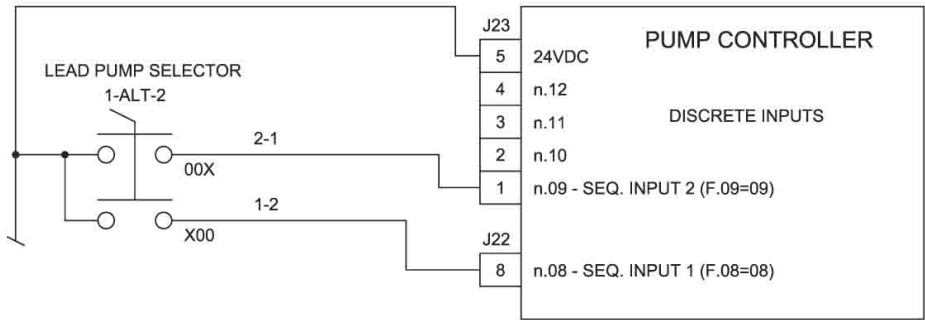 J23
PUMP CONTROLLER
5 24VDC
LEAD PUMP SELECTOR
1-ALT-2
4 n.12
3 n.11
DISCRETE INPUTS
2 n.10
2-1
00X
1 n.09 - SEQ. INPUT 2 (F.09=09)
1-2
X00
J22
8 n.08 - SEQ. INPUT 1 (F.08=08)